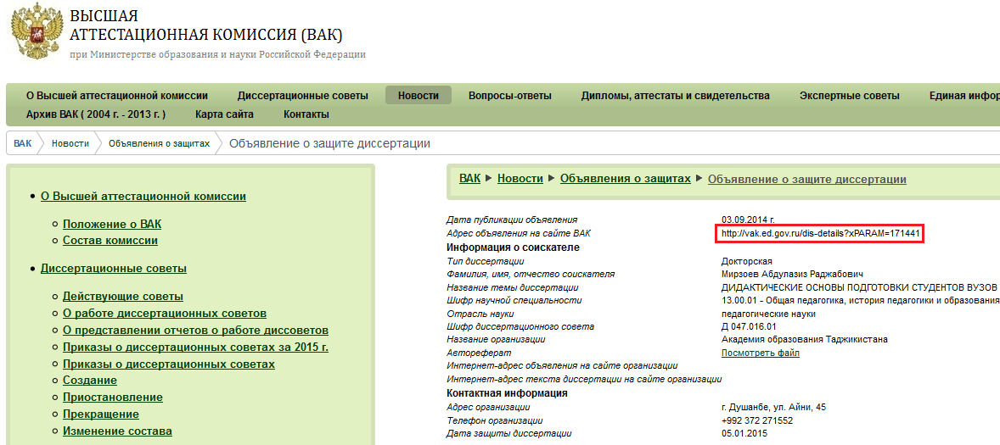 ВЫСШАЯ
АТТЕСТАЦИОННАЯ КОМИССИЯ (ВАК)
при Министерстве образования и науки Российской Федерации
О Высшей аттестационной комиссии Диссертационные советы Новости Вопросы-ответы Дипломы, аттестаты и свидетельства Экспертные советы Единая инфор
Архив ВАК ( 2004 г. - 2013 г. ) Карта сайта Контакты
ВАК Новости Объявления о защитах Объявление о защите диссертации
О Высшей аттестационной комиссии
Положение о ВАК
Состав комиссии
Диссертационные советы
Действующие советы
О работе диссертационных советов
О представлении отчетов о работе диссоветов
Приказы о диссертационных советах за 2015 г.
Приказы о диссертационных советах
Создание
Приостановление
Прекращение
Изменение состава
ВАК Новости Объявления о защитах Объявление о защите диссертации
Дата публикации объявления 03.09.2014 г.
Адрес объявления на сайте ВАК http://vak.ed.gov.ru/dis-details?xPARAM=171441
Информация о соискателе
Тип диссертации Докторская
Фамилия, имя, отчество соискателя Мирзоев Абдулазиз Раджабович
Название темы диссертации ДИДАКТИЧЕСКИЕ ОСНОВЫ ПОДГОТОВКИ СТУДЕНТОВ ВУЗОВ
Шифр научной специальности 13.00.01 - Общая педагогика, история педагогики и образования
Отрасль науки педагогические науки
Шифр диссертационного совета Д 047.016.01
Название организации Академия образования Таджикистана
Автореферат Посмотреть файл
Интернет-адрес объявления на сайте организации
Интернет-адрес текста диссертации на сайте организации
Контактная информация
Адрес организации г. Душанбе, ул. Айни, 45
Телефон организации +992 372 271552
Дата защиты диссертации 05.01.2015